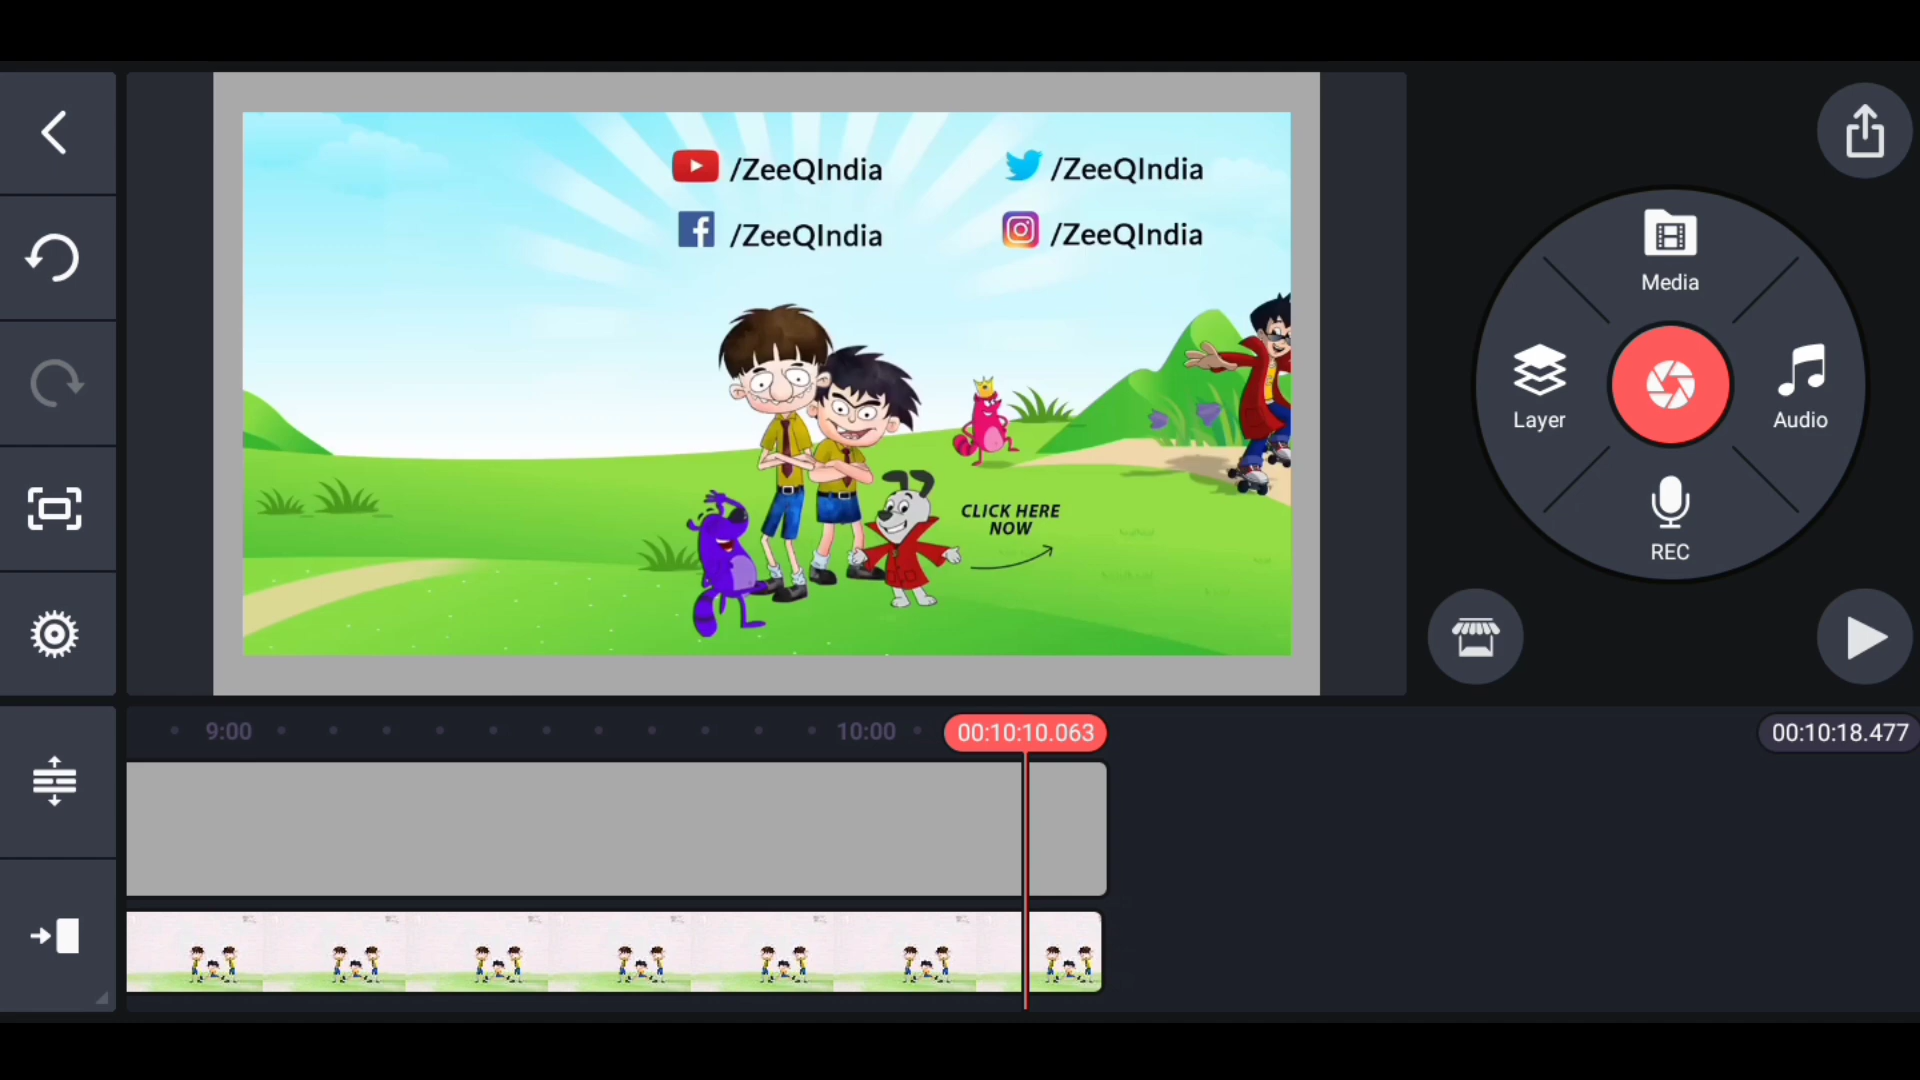 /ZeeQIndia
/ZeeQIndia
/ZeeQIndia
/ZeeQIndia
CLICK HERE
NOW
Media
Layer
Audio
REC
9:00
10:00
00:10:10.063
00:10:18.477